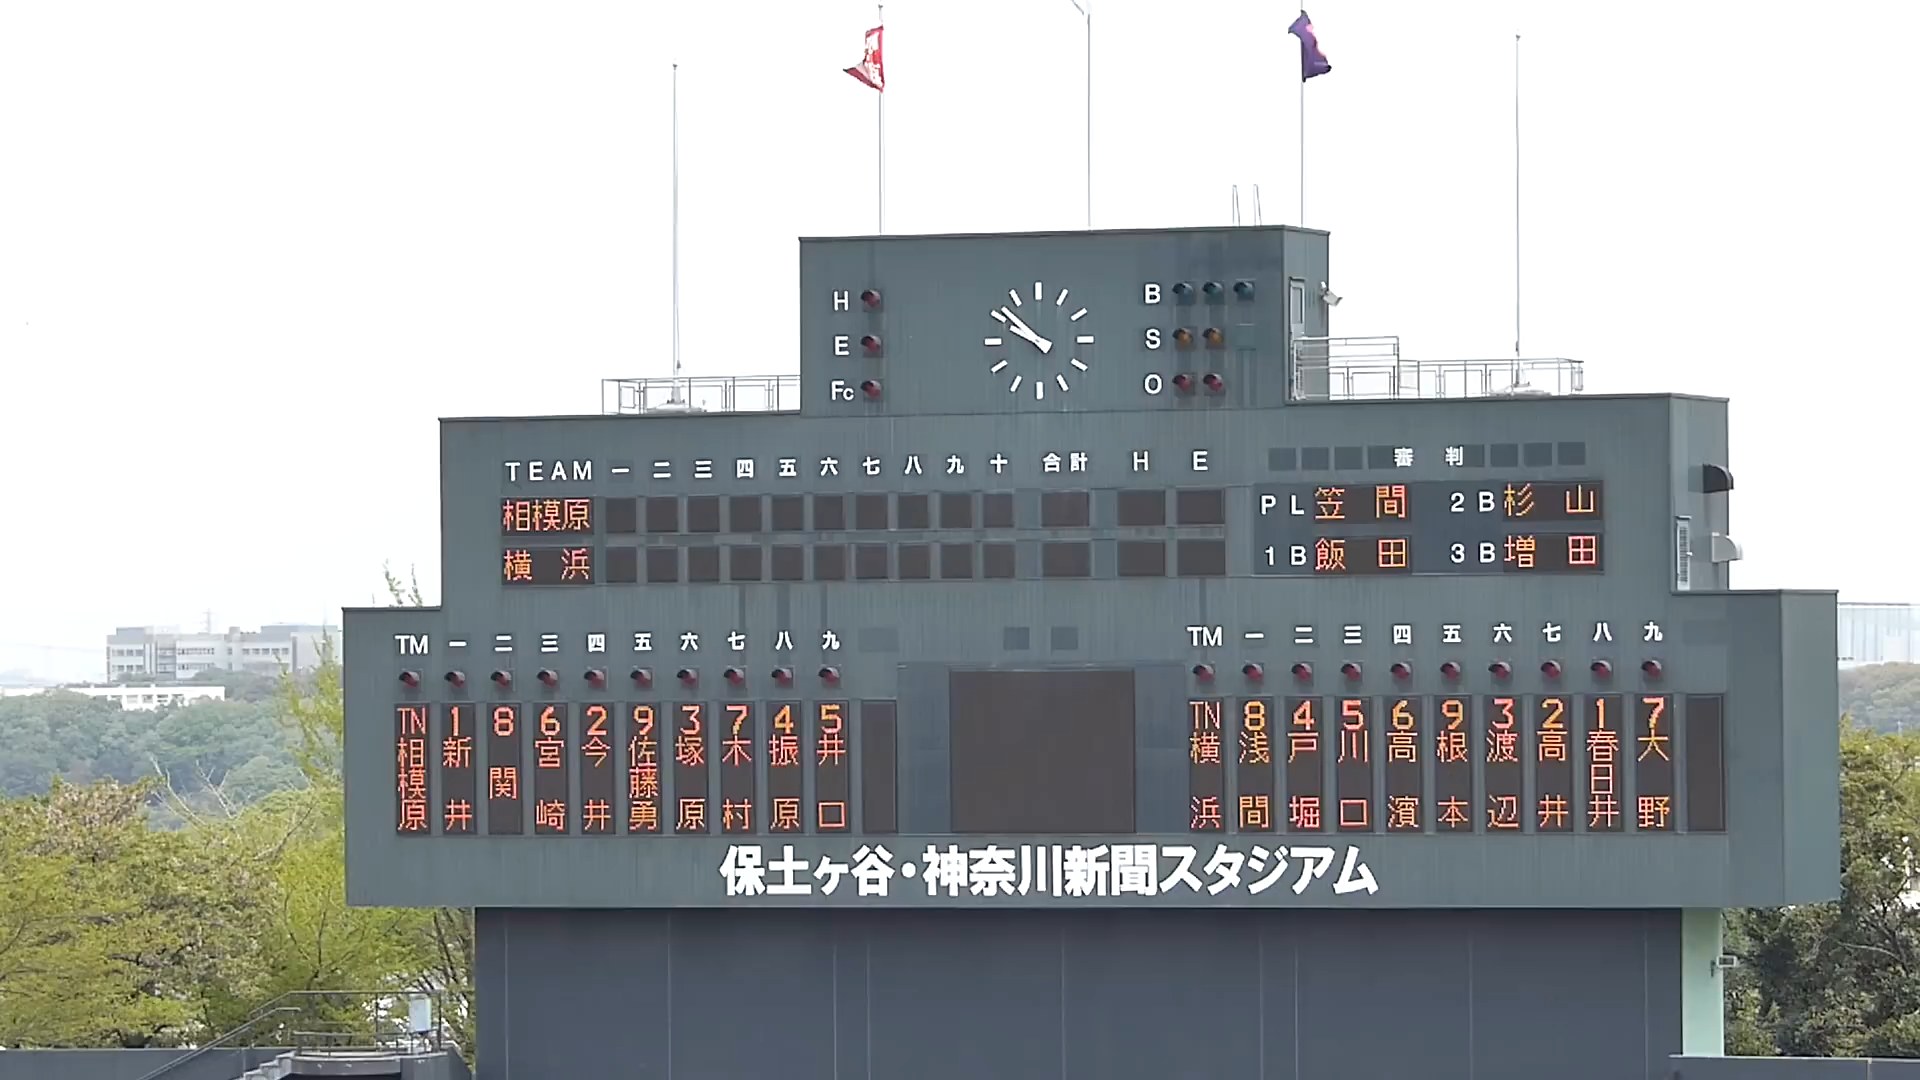 H B
E S
Fc O
TEAM 一 二 三 四 五 六 七 八 九 十 合計 H E 審判
相模原 PL 笠間 2B 杉山
横浜 1B 飯田 3B 増田
TM 一 二 三 四 五 六 七 八 九
TN 1 8 6 2 9 3 7 4 5
相模原 新井 関 宮崎 今井 佐藤勇 塚原 木村 振原 井口
TM 一 二 三 四 五 六 七 八 九
TN 8 4 5 6 9 3 2 1 7
横浜 浅間 戸堀 川口 高濱 根本 渡辺 高井 春日井 大野
保土ヶ谷・神奈川新聞スタジアム